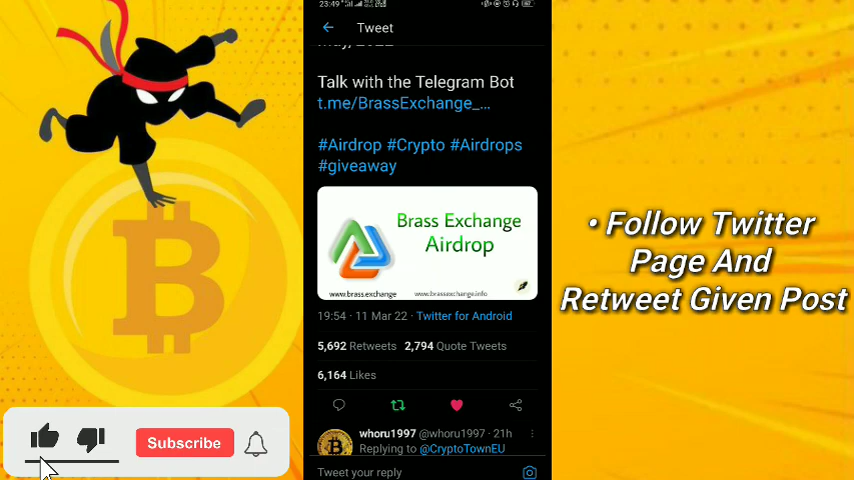 23:49
Tweet
Talk with the Telegram Bot
t.me/BrassExchange_...
#Airdrop #Crypto #Airdrops
#giveaway
Brass Exchange
Airdrop
www.brass.exchange www.brassexchange.info
19:54 · 11 Mar 22 · Twitter for Android
5,692 Retweets 2,794 Quote Tweets
6,164 Likes
whoru1997 @whoru1997 · 21h
Replying to @CryptoTownEU
Tweet your reply
• Follow Twitter
Page And
Retweet Given Post
Subscribe